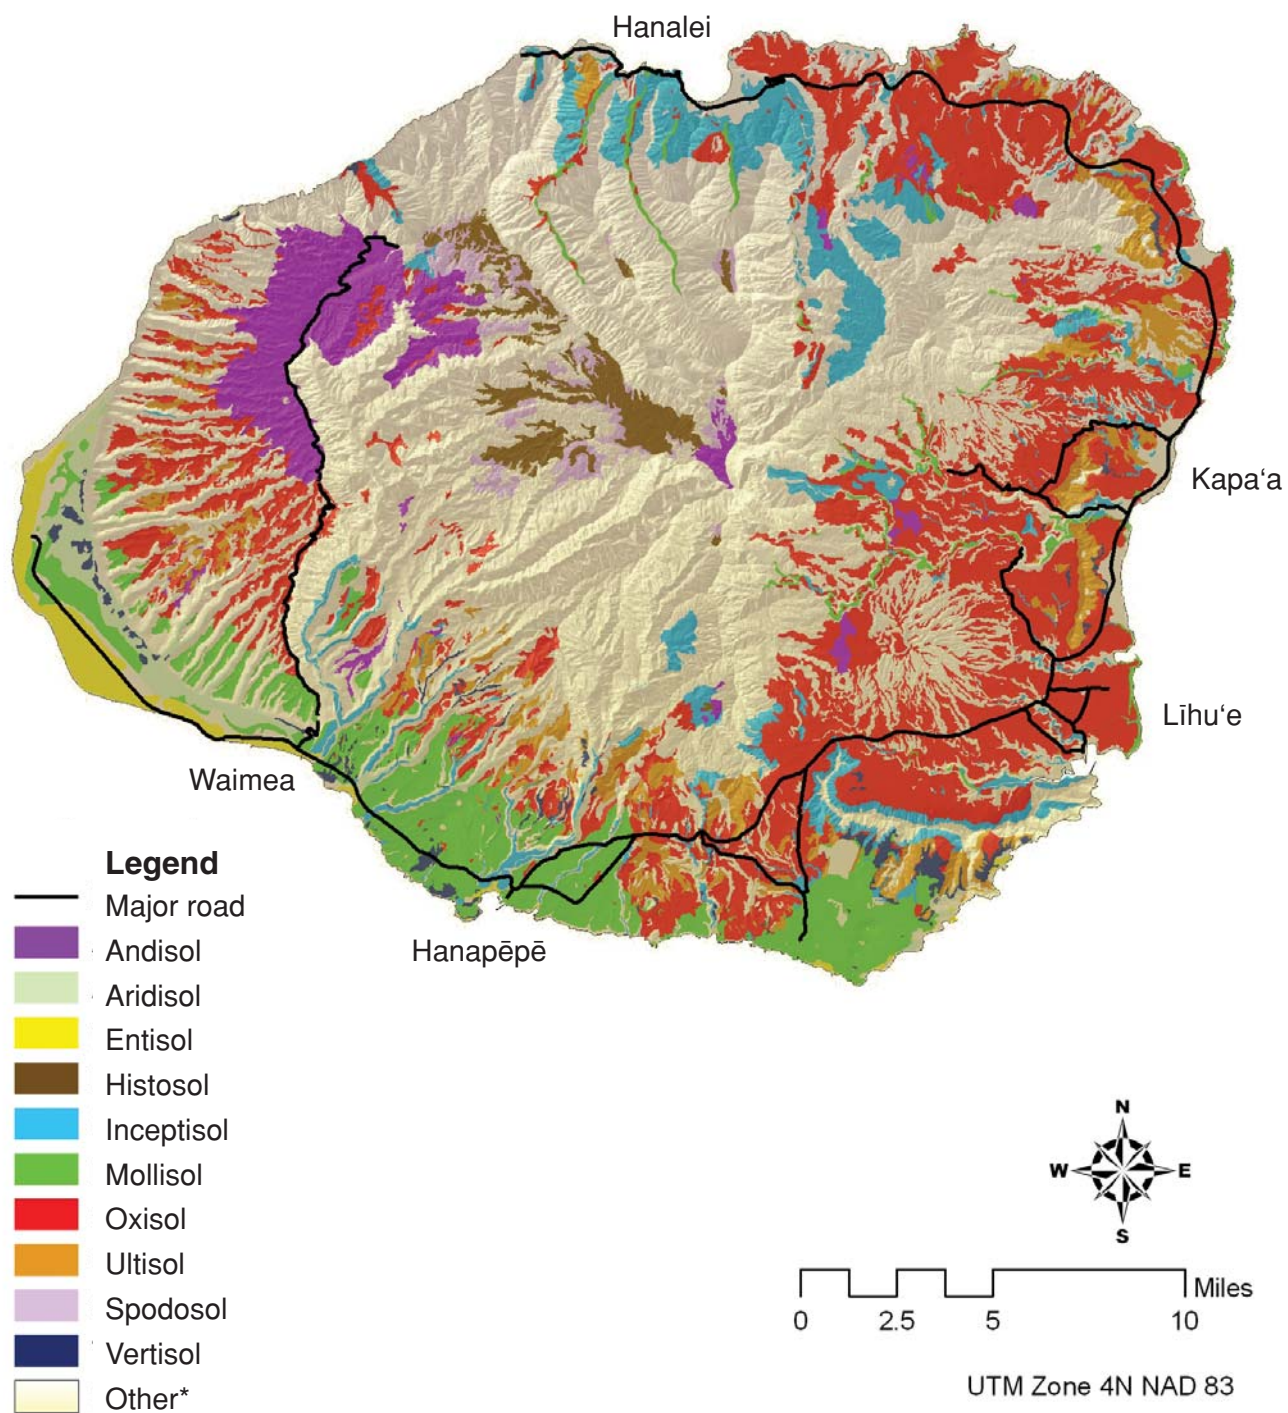 Hanalei
Kapaʻa
Līhuʻe
Waimea
Hanapēpē
Legend
Major road
Andisol
Aridisol
Entisol
Histosol
Inceptisol
Mollisol
Oxisol
Ultisol
Spodosol
Vertisol
Other*
N
W E
S
Miles
0 2.5 5 10
UTM Zone 4N NAD 83